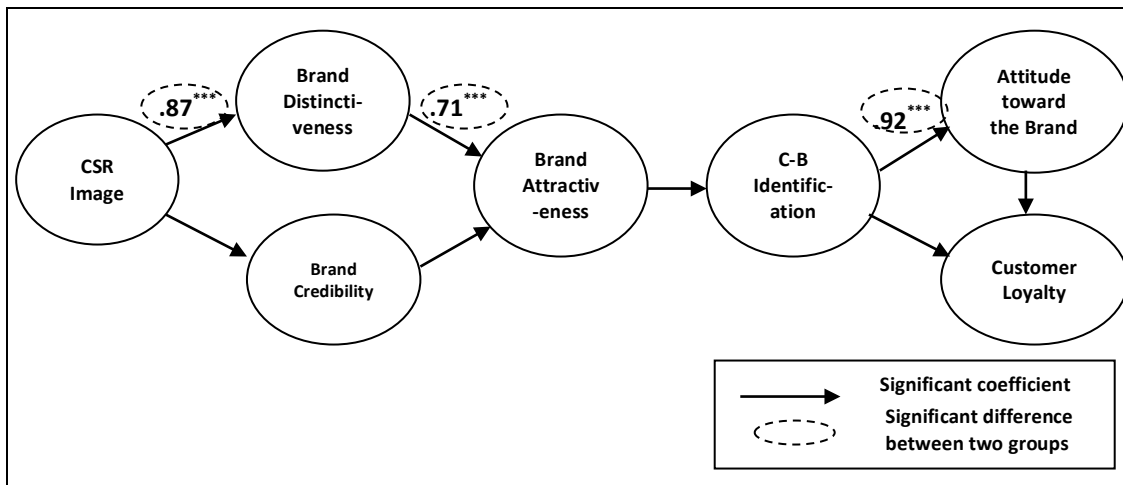 CSR
Image
.87***
Brand
Distincti-
veness
.71***
Brand
Credibility
Brand
Attractiv
-eness
C-B
Identific-
ation
.92***
Attitude
toward
the Brand
Customer
Loyalty
Significant coefficient
Significant difference
between two groups